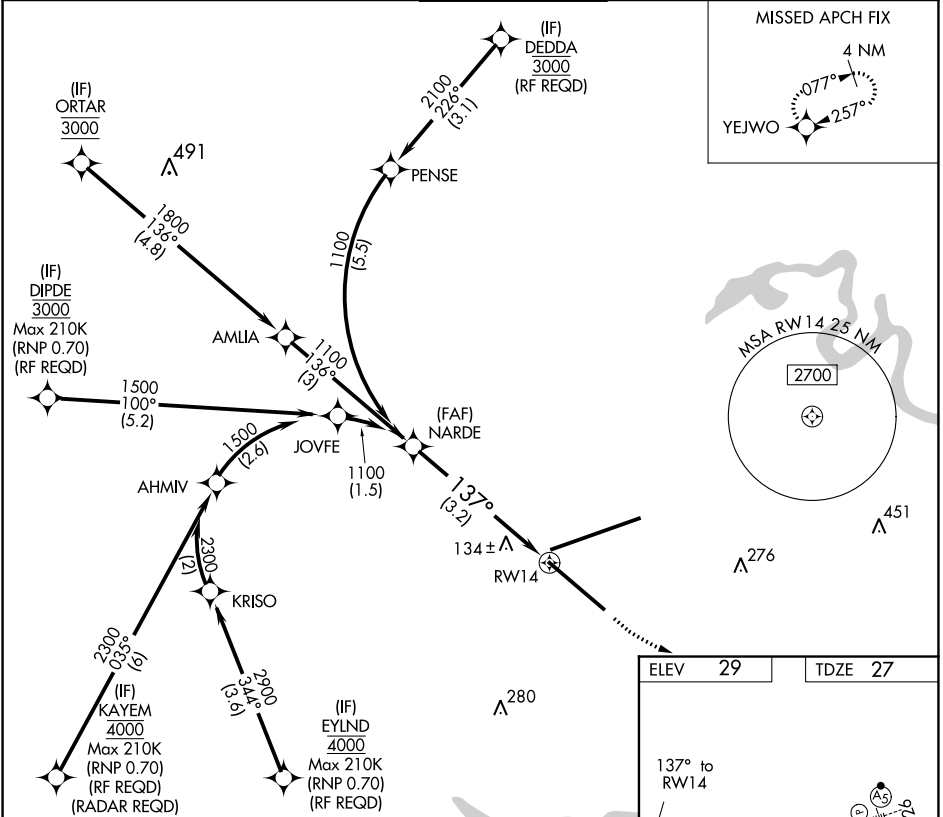 MISSED APCH FIX
4 NM
077°
257°
YEJWO
(IF)
DEDDA
3000
(RF REQD)
2100
226°
(3.1)
PENSE
1100
(5.5)
(IF)
ORTAR
3000
491
1800
136°
(4.8)
AMLIA
1100
136°
(3)
(IF)
DIPDE
3000
Max 210K
(RNP 0.70)
(RF REQD)
1500
100°
(5.2)
JOVFE
1100
(1.5)
(FAF)
NARDE
MSA RW14 25 NM
2700
AHMIV
1500
(2.6)
137°
(3.2)
134±
RW14
451
276
2300
(2)
KRISO
2300
035°
(6)
2900
344°
(3.6)
280
(IF)
KAYEM
4000
Max 210K
(RNP 0.70)
(RF REQD)
(RADAR REQD)
(IF)
EYLND
4000
Max 210K
(RNP 0.70)
(RF REQD)
ELEV 29
TDZE 27
137° to
RW14
A5
P
26